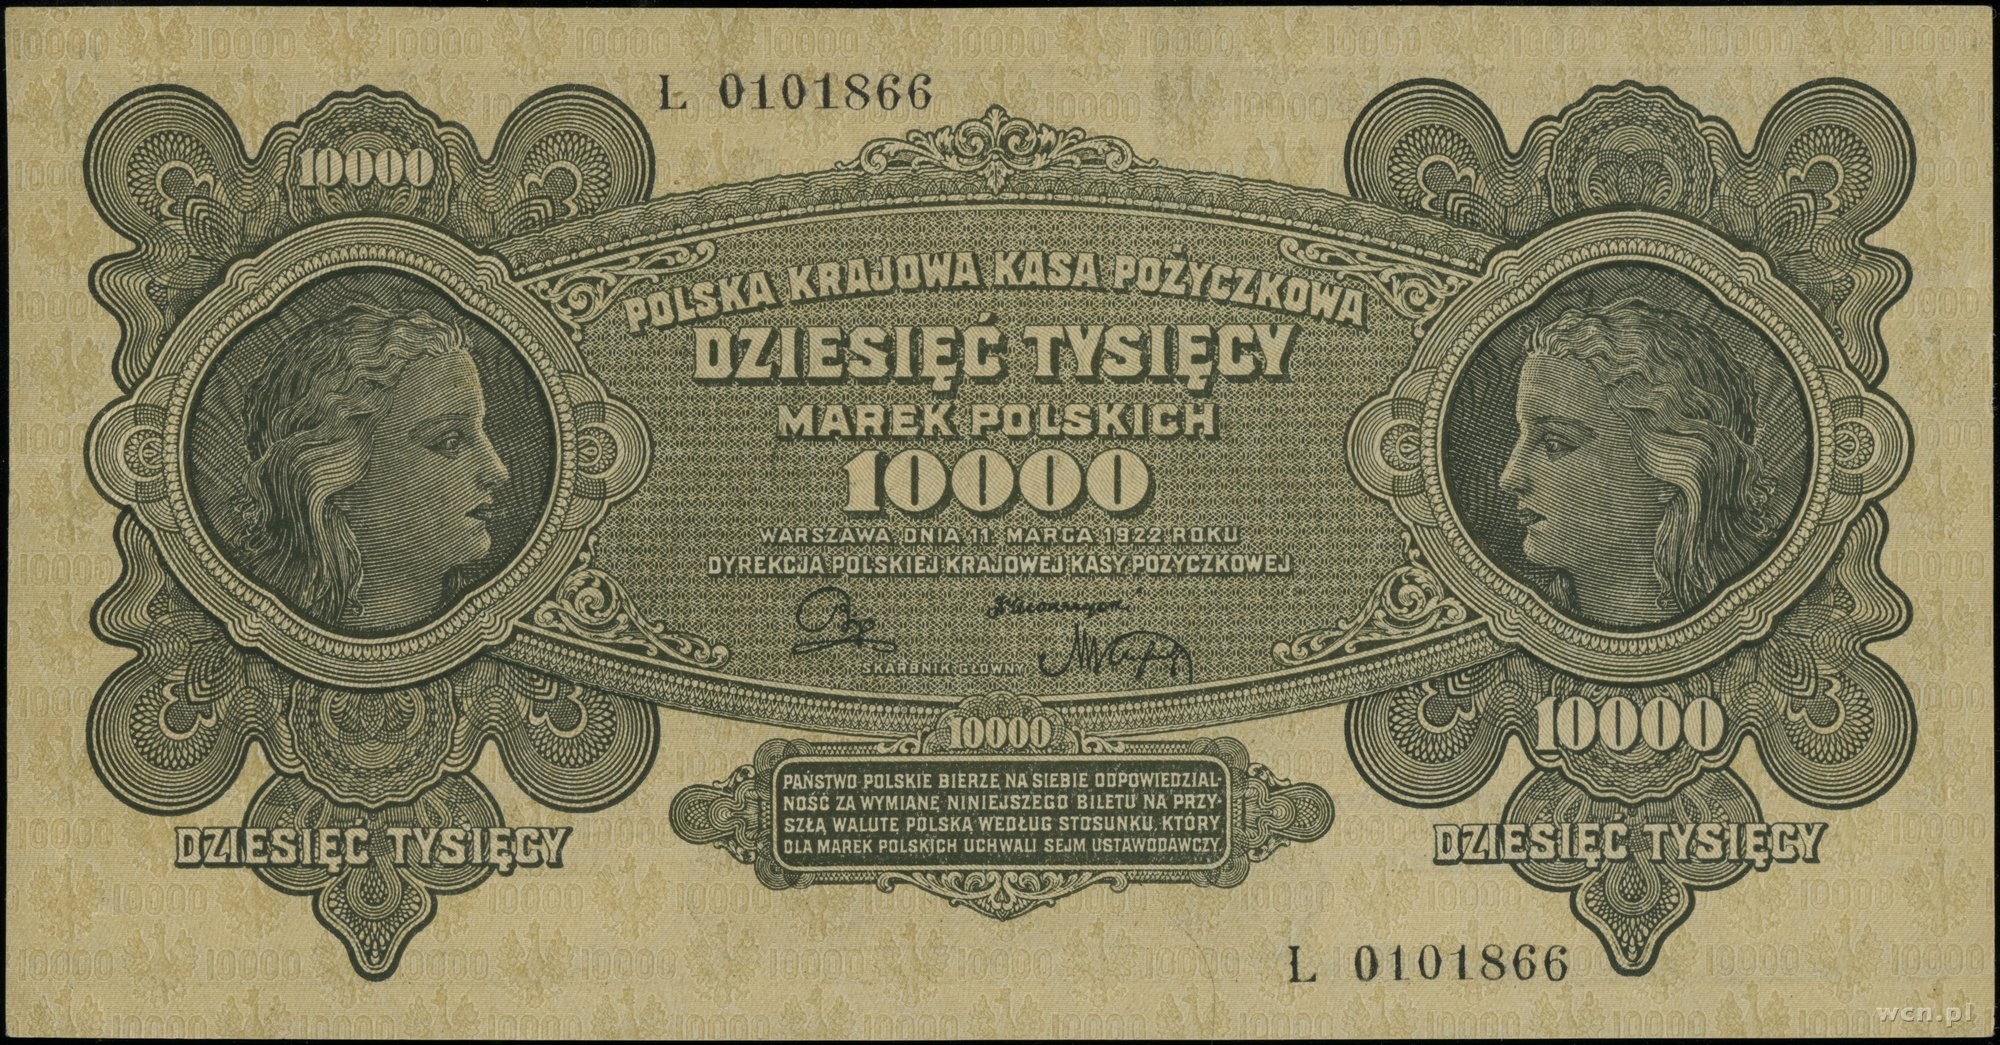 L 0101866
10000
POLSKA KRAJOWA KASA POŻYCZKOWA
DZIESIĘĆ TYSIĘCY
MAREK POLSKICH
10000
WARSZAWA, DNIA 11. MARCA 1922 ROKU
DYREKCJA POLSKIEJ KRAJOWEJ KASY POŻYCZKOWEJ
SKARBNIK GŁÓWNY
10000
10000
PAŃSTWO POLSKIE BIERZE NA SIEBIE ODPOWIEDZIAL-
NOŚĆ ZA WYMIANĘ NINIEJSZEGO BILETU NA PRZY-
SZŁĄ WALUTĘ POLSKĄ WEDŁUG STOSUNKU, KTÓRY
DLA MAREK POLSKICH UCHWALI SEJM USTAWODAWCZY.
DZIESIĘĆ TYSIĘCY
DZIESIĘĆ TYSIĘCY
L 0101866
wcn.pl